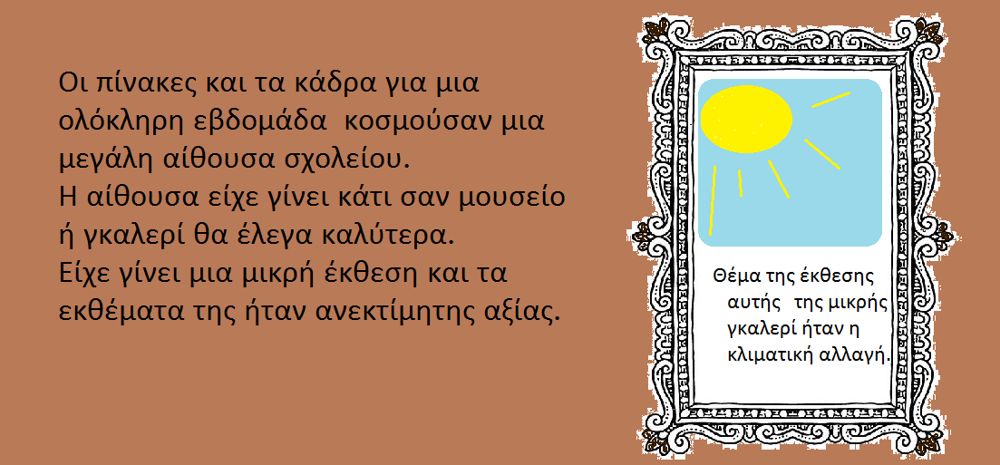 Οι πίνακες και τα κάδρα για μια
ολόκληρη εβδομάδα κοσμούσαν μια
μεγάλη αίθουσα σχολείου.
Η αίθουσα είχε γίνει κάτι σαν μουσείο
ή γκαλερί θα έλεγα καλύτερα.
Είχε γίνει μια μικρή έκθεση και τα
εκθέματα της ήταν ανεκτίμητης αξίας.
Θέμα της έκθεσης
αυτής της μικρής
γκαλερί ήταν η
κλιματική αλλαγή.